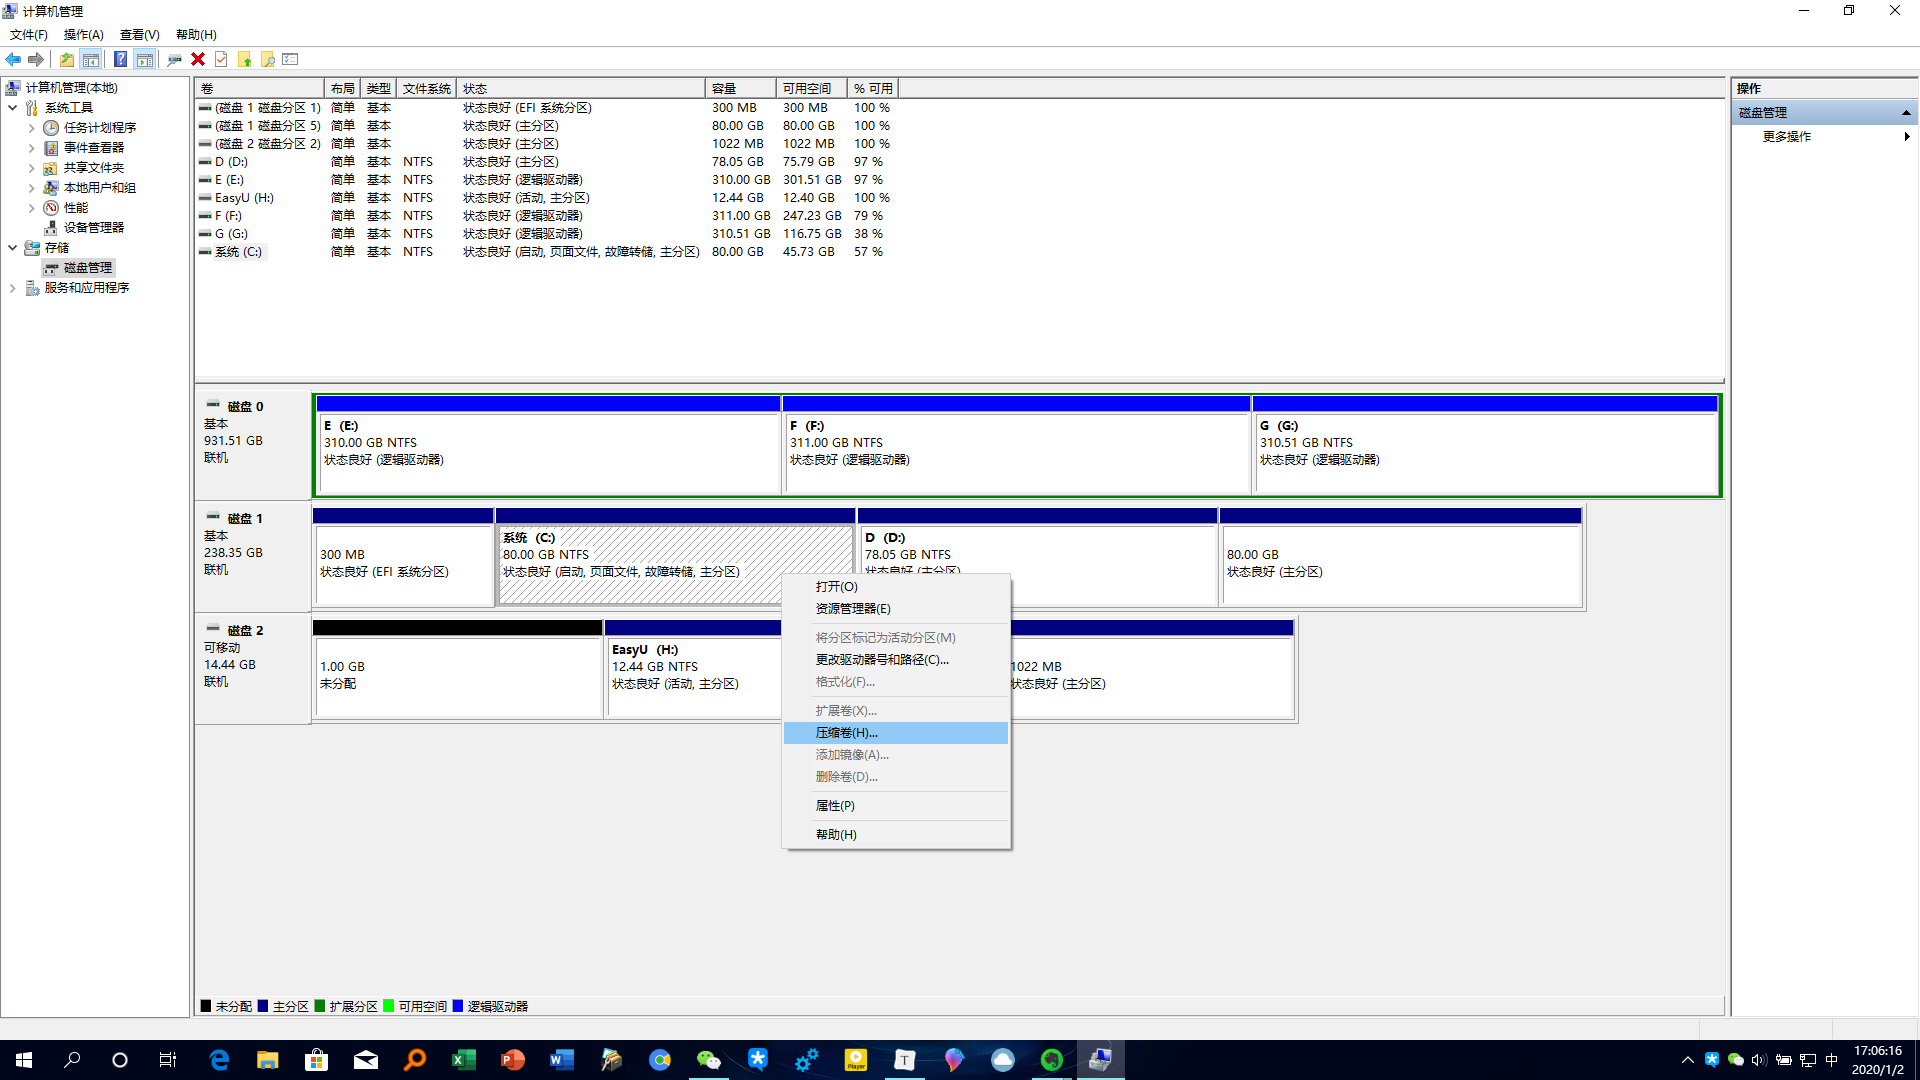 计算机管理
文件(F) 操作(A) 查看(V) 帮助(H)
计算机管理(本地)
系统工具
任务计划程序
事件查看器
共享文件夹
本地用户和组
性能
设备管理器
存储
磁盘管理
服务和应用程序
卷 布局 类型 文件系统 状态 容量 可用空间 % 可用
(磁盘 1 磁盘分区 1) 简单 基本 状态良好 (EFI 系统分区) 300 MB 300 MB 100 %
(磁盘 1 磁盘分区 5) 简单 基本 状态良好 (主分区) 80.00 GB 80.00 GB 100 %
(磁盘 2 磁盘分区 2) 简单 基本 状态良好 (主分区) 1022 MB 1022 MB 100 %
D (D:) 简单 基本 NTFS 状态良好 (主分区) 78.05 GB 75.79 GB 97 %
E (E:) 简单 基本 NTFS 状态良好 (逻辑驱动器) 310.00 GB 301.51 GB 97 %
EasyU (H:) 简单 基本 NTFS 状态良好 (活动, 主分区) 12.44 GB 12.40 GB 100 %
F (F:) 简单 基本 NTFS 状态良好 (逻辑驱动器) 311.00 GB 247.23 GB 79 %
G (G:) 简单 基本 NTFS 状态良好 (逻辑驱动器) 310.51 GB 116.75 GB 38 %
系统 (C:) 简单 基本 NTFS 状态良好 (启动, 页面文件, 故障转储, 主分区) 80.00 GB 45.73 GB 57 %
操作
磁盘管理
更多操作
磁盘 0
基本
931.51 GB
联机
E (E:)
310.00 GB NTFS
状态良好 (逻辑驱动器)
F (F:)
311.00 GB NTFS
状态良好 (逻辑驱动器)
G (G:)
310.51 GB NTFS
状态良好 (逻辑驱动器)
磁盘 1
基本
238.35 GB
联机
300 MB
状态良好 (EFI 系统分区)
系统 (C:)
80.00 GB NTFS
状态良好 (启动, 页面文件, 故障转储, 主分区)
D (D:)
78.05 GB NTFS
状态良好 (主分区)
80.00 GB
状态良好 (主分区)
磁盘 2
可移动
14.44 GB
联机
1.00 GB
未分配
EasyU (H:)
12.44 GB NTFS
状态良好 (活动, 主分区)
1022 MB
状态良好 (主分区)
打开(O)
资源管理器(E)
将分区标记为活动分区(M)
更改驱动器号和路径(C)...
格式化(F)...
扩展卷(X)...
压缩卷(H)...
添加镜像(A)...
删除卷(D)...
属性(P)
帮助(H)
未分配 主分区 扩展分区 可用空间 逻辑驱动器
Player
T
中
17:06:16
2020/1/2